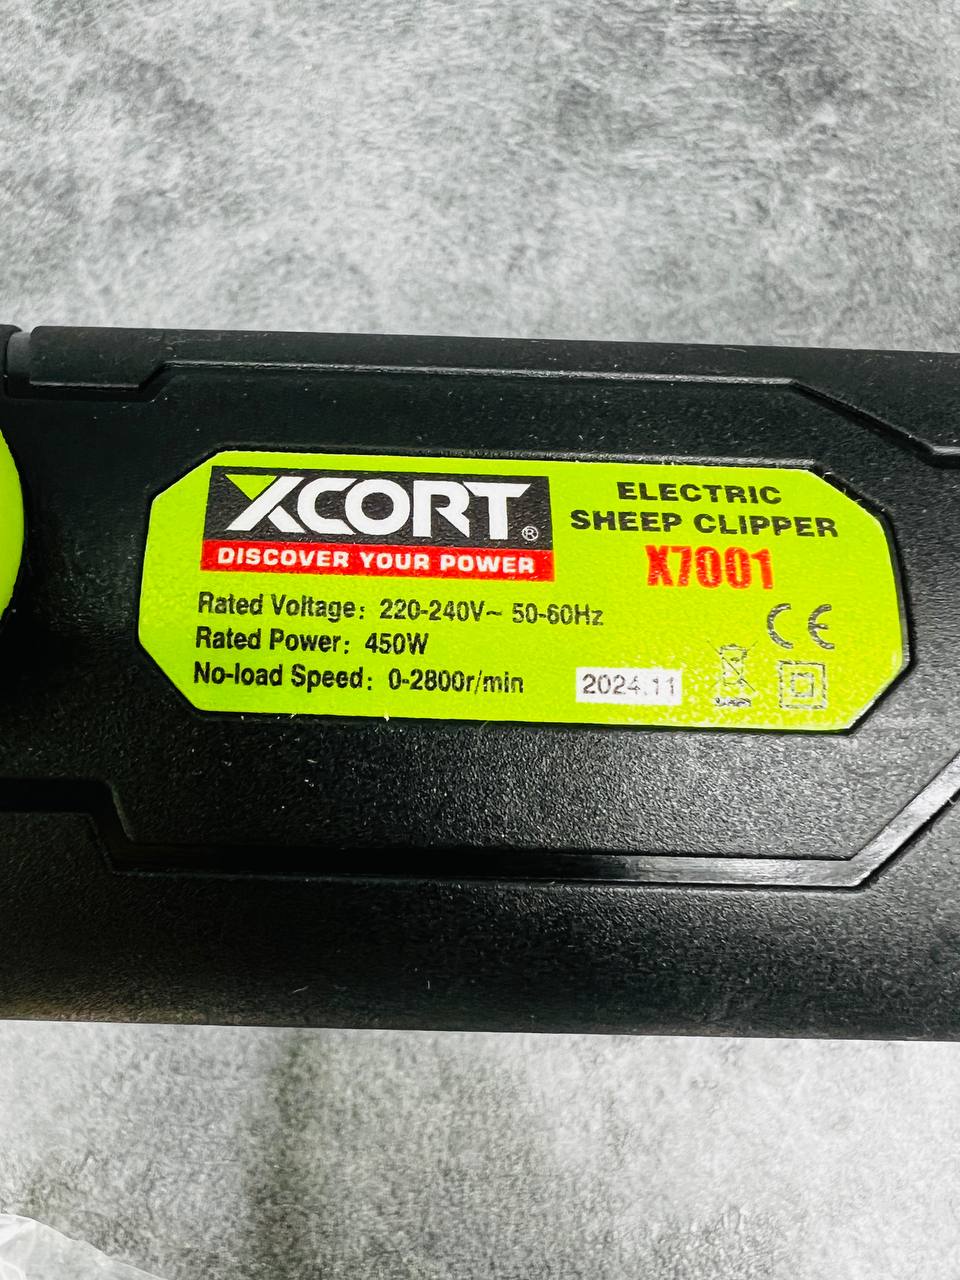 XCORT®
DISCOVER YOUR POWER
ELECTRIC
SHEEP CLIPPER
X7001
Rated Voltage: 220-240V~ 50-60Hz
Rated Power: 450W
No-load Speed: 0-2800r/min
2024.11
CE